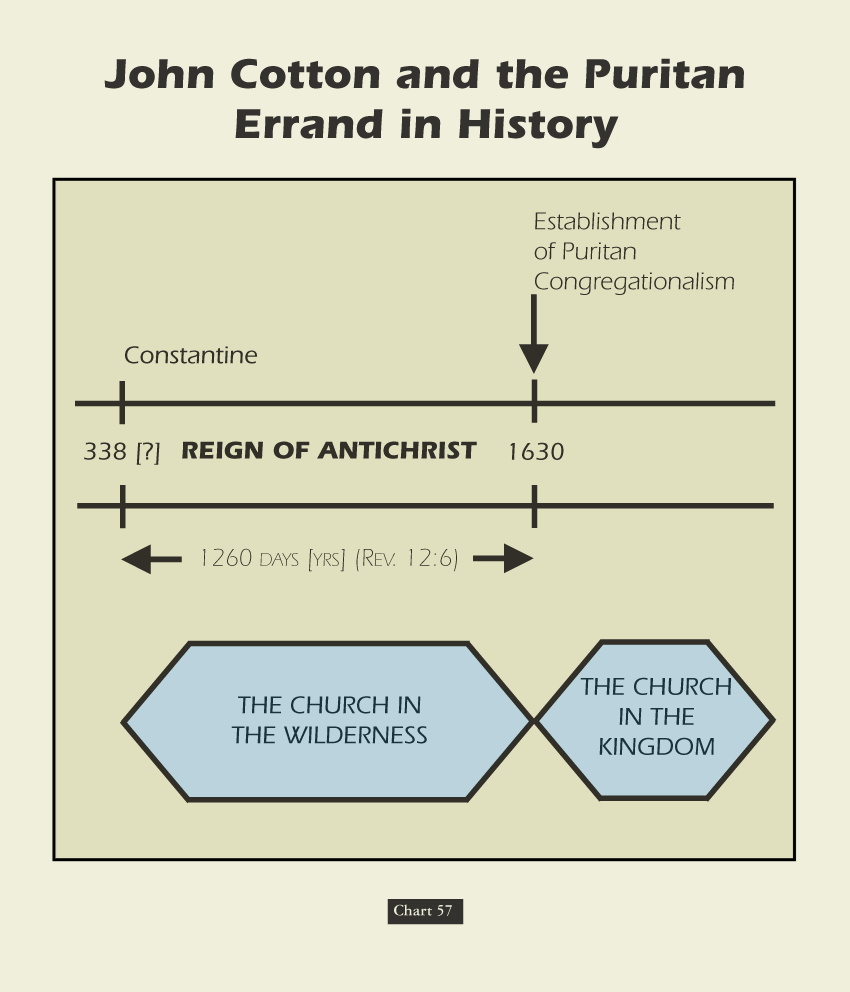 John Cotton and the Puritan
Errand in History
Establishment
of Puritan
Congregationalism
Constantine
338 [?] REIGN OF ANTICHRIST 1630
1260 DAYS [YRS] (REV. 12:6)
THE CHURCH IN
THE WILDERNESS
THE CHURCH
IN THE
KINGDOM
Chart 57